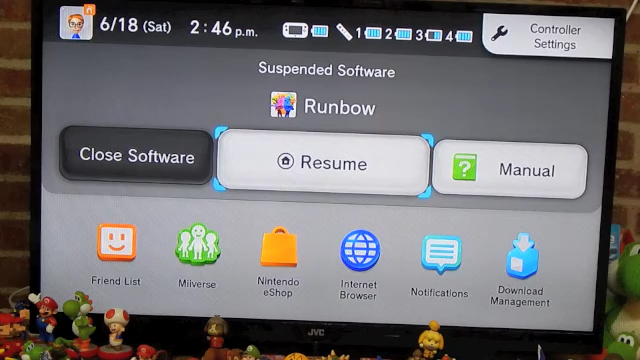 6/18 (Sat) 2:46 p.m. 1 2 3 4
Controller
Settings
Suspended Software
Runbow
Close Software
Resume
? Manual
Friend List
Miiverse
Nintendo
eShop
Internet
Browser
Notifications
Download
Management
JVC